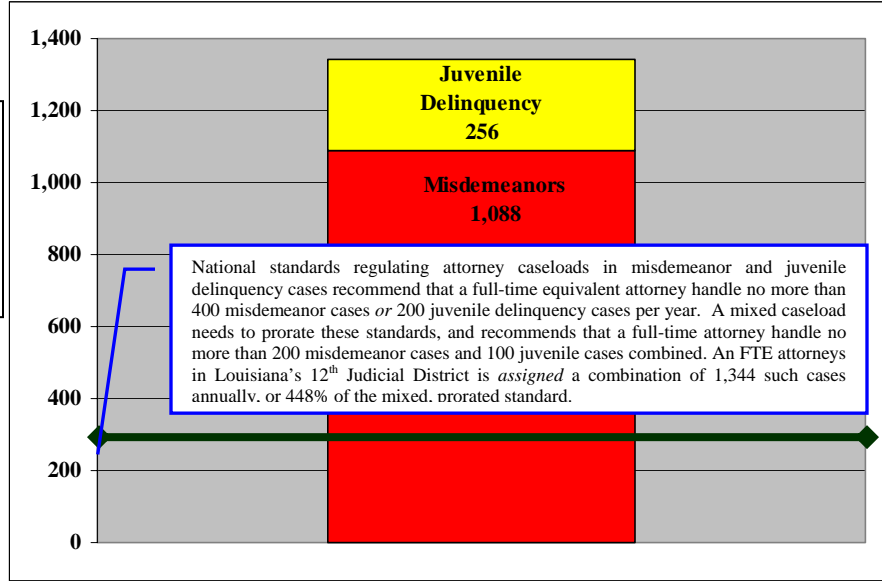 1,400
1,200
1,000
800
600
400
200
0
Juvenile
Delinquency
256
Misdemeanors
1,088
National standards regulating attorney caseloads in misdemeanor and juvenile
delinquency cases recommend that a full-time equivalent attorney handle no more than
400 misdemeanor cases or 200 juvenile delinquency cases per year. A mixed caseload
needs to prorate these standards, and recommends that a full-time attorney handle no
more than 200 misdemeanor cases and 100 juvenile cases combined. An FTE attorneys
in Louisiana's 12th Judicial District is assigned a combination of 1,344 such cases
annually, or 448% of the mixed, prorated standard.